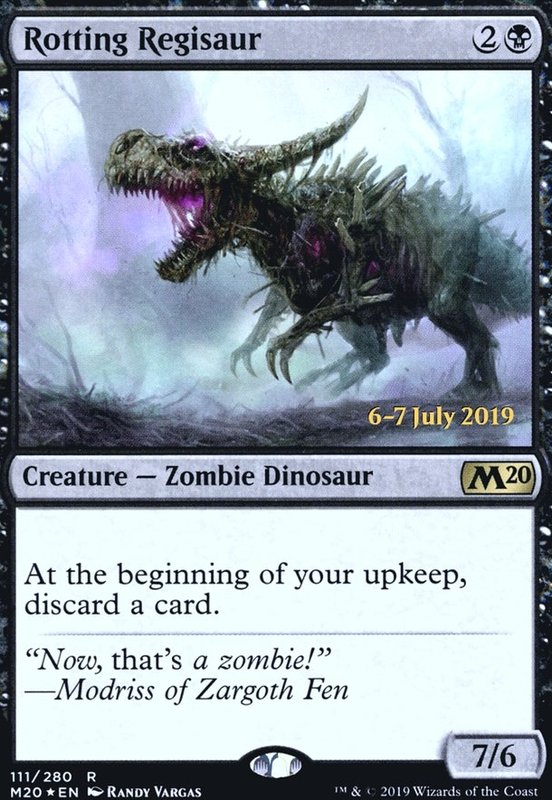 Rotting Regisaur 2
6–7 July 2019
Creature — Zombie Dinosaur M20
At the beginning of your upkeep,
discard a card.
“Now, that's a zombie!”
—Modriss of Zargoth Fen
7/6
111/280 R
M20 ★ EN Randy Vargas ™ & © 2019 Wizards of the Coast